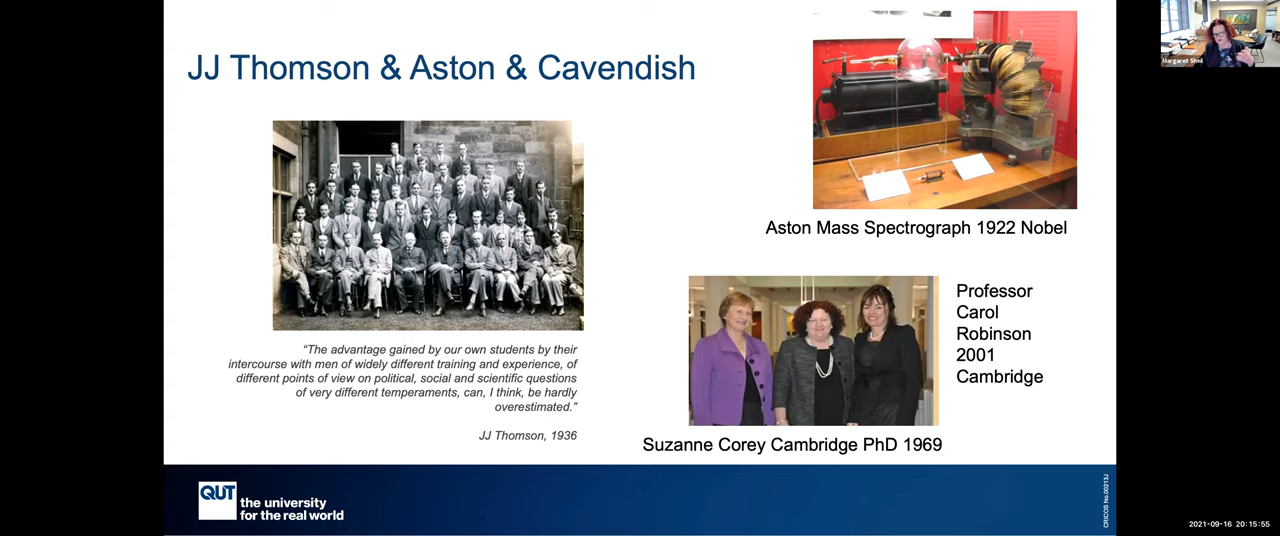 JJ Thomson & Aston & Cavendish
Margaret Sheil
Aston Mass Spectrograph 1922 Nobel
“The advantage gained by our own students by their
intercourse with men of widely different training and experience, of
different points of view on political, social and scientific questions
of very different temperaments, can, I think, be hardly
overestimated.”
JJ Thomson, 1936
Professor
Carol
Robinson
2001
Cambridge
Suzanne Corey Cambridge PhD 1969
QUT
the university
for the real world
CRICOS No.00213J
2021-09-16 20:15:55